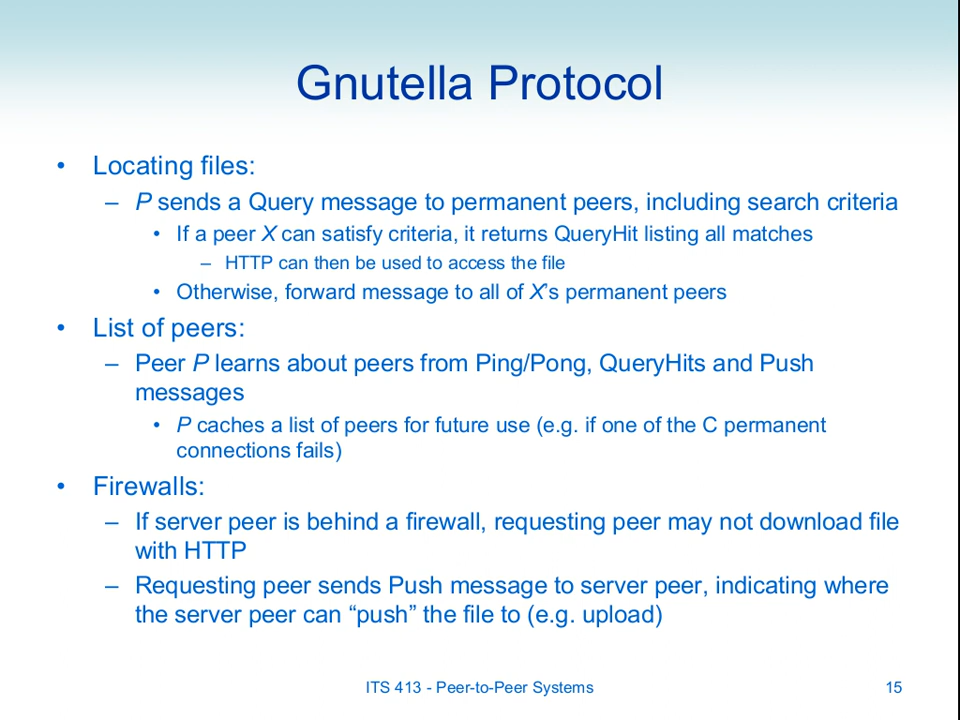 Gnutella Protocol
• Locating files:
– P sends a Query message to permanent peers, including search criteria
• If a peer X can satisfy criteria, it returns QueryHit listing all matches
– HTTP can then be used to access the file
• Otherwise, forward message to all of X's permanent peers
• List of peers:
– Peer P learns about peers from Ping/Pong, QueryHits and Push
messages
• P caches a list of peers for future use (e.g. if one of the C permanent
connections fails)
• Firewalls:
– If server peer is behind a firewall, requesting peer may not download file
with HTTP
– Requesting peer sends Push message to server peer, indicating where
the server peer can “push” the file to (e.g. upload)
ITS 413 - Peer-to-Peer Systems
15